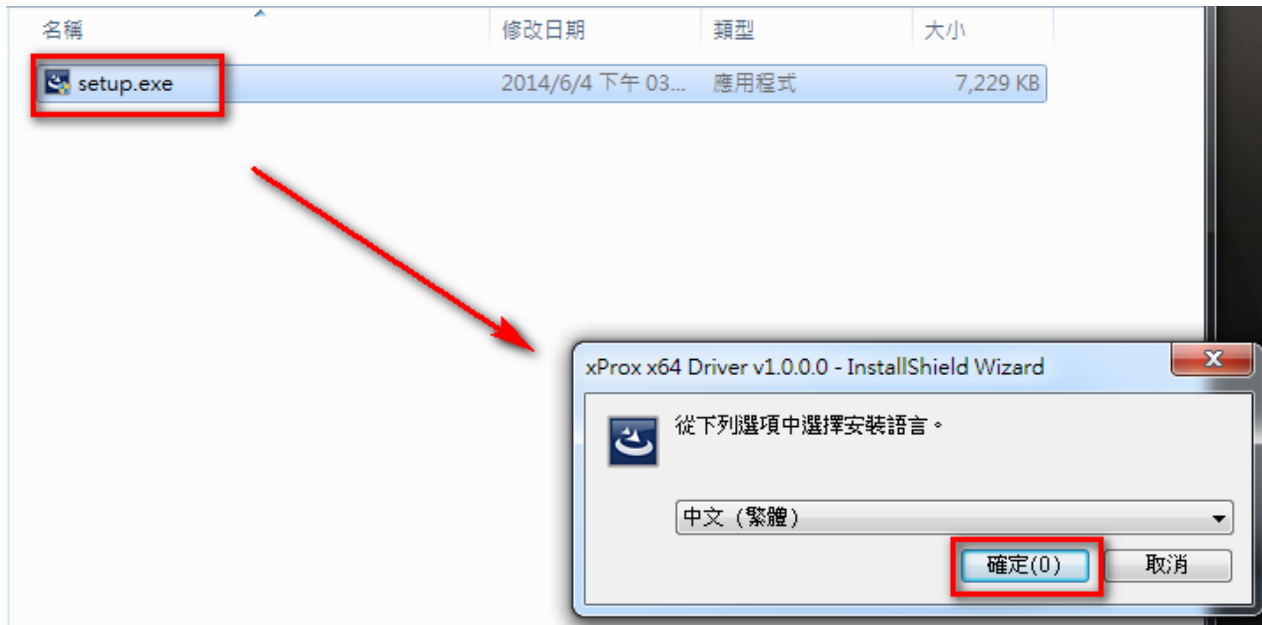 名稱 修改日期 類型 大小
setup.exe 2014/6/4 下午 03... 應用程式 7,229 KB
xProx x64 Driver v1.0.0.0 - InstallShield Wizard
從下列選項中選擇安裝語言。
中文 (繁體)
確定(O) 取消